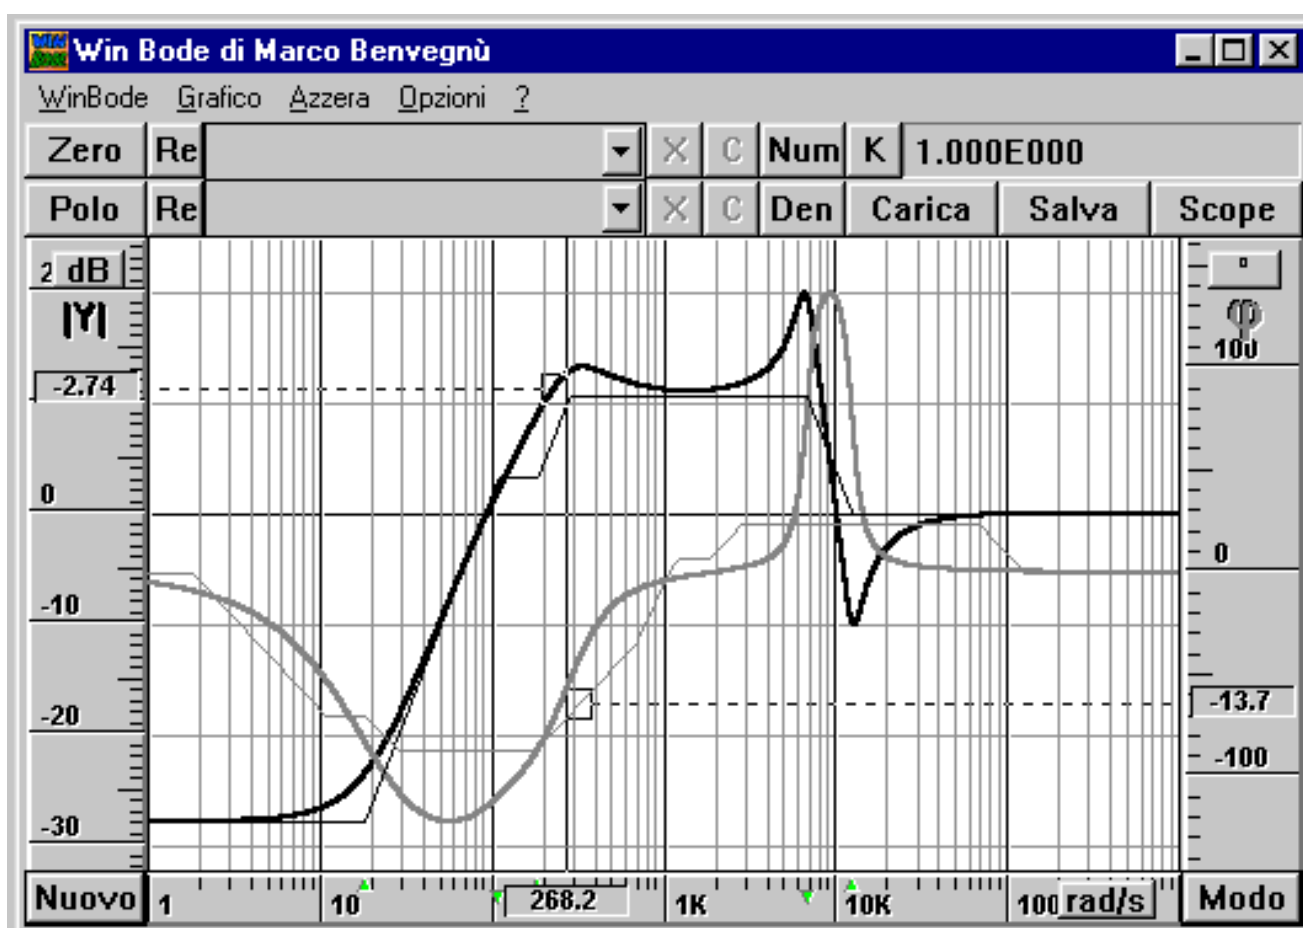 Win Bode di Marco Benvegnù
WinBode Grafico Azzera Opzioni ?
Zero Re X C Num K 1.000E000
Polo Re X C Den Carica Salva Scope
2 dB °
|Y| φ
100
-2.74
0
0
-10
-13.7
-20
-100
-30
Nuovo 1 10 268.2 1K 10K 100 rad/s Modo